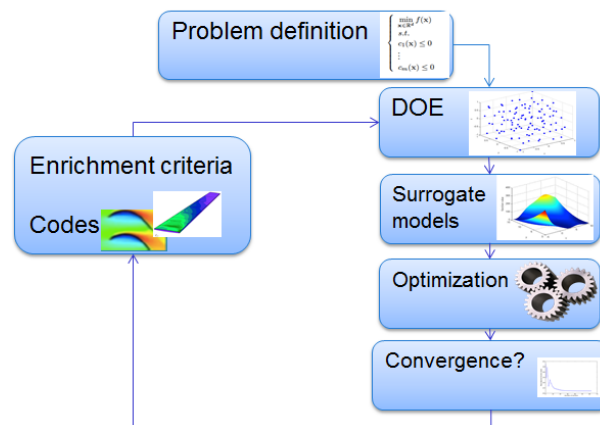 Problem definition
min f(x)
s.t.
c₁(x) ≤ 0
⋮
cₘ(x) ≤ 0
DOE
Enrichment criteria
Codes
Surrogate
models
Optimization
Convergence?